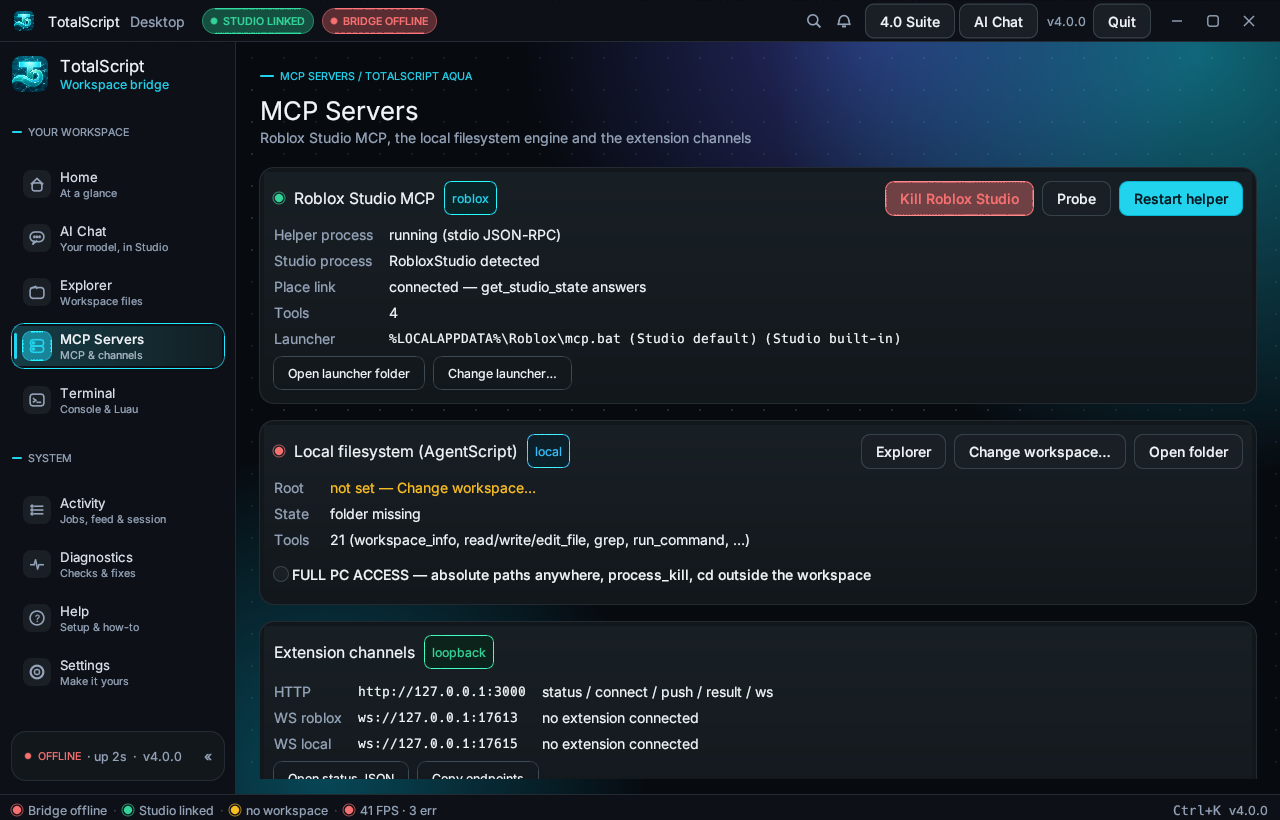 TotalScript Desktop STUDIO LINKED BRIDGE OFFLINE 4.0 Suite AI Chat v4.0.0 Quit
TotalScript
Workspace bridge
YOUR WORKSPACE
Home
At a glance
AI Chat
Your model, in Studio
Explorer
Workspace files
MCP Servers
MCP & channels
Terminal
Console & Luau
SYSTEM
Activity
Jobs, feed & session
Diagnostics
Checks & fixes
Help
Setup & how-to
Settings
Make it yours
OFFLINE · up 2s · v4.0.0 «
MCP SERVERS / TOTALSCRIPT AQUA
MCP Servers
Roblox Studio MCP, the local filesystem engine and the extension channels
Roblox Studio MCP roblox Kill Roblox Studio Probe Restart helper
Helper process running (stdio JSON-RPC)
Studio process RobloxStudio detected
Place link connected — get_studio_state answers
Tools 4
Launcher %LOCALAPPDATA%\Roblox\mcp.bat (Studio default) (Studio built-in)
Open launcher folder Change launcher...
Local filesystem (AgentScript) local Explorer Change workspace... Open folder
Root not set — Change workspace...
State folder missing
Tools 21 (workspace_info, read/write/edit_file, grep, run_command, ...)
FULL PC ACCESS — absolute paths anywhere, process_kill, cd outside the workspace
Extension channels loopback
HTTP http://127.0.0.1:3000 status / connect / push / result / ws
WS roblox ws://127.0.0.1:17613 no extension connected
WS local ws://127.0.0.1:17615 no extension connected
Open status JSON Copy endpoints
Bridge offline · Studio linked · no workspace · 41 FPS · 3 err Ctrl+K v4.0.0